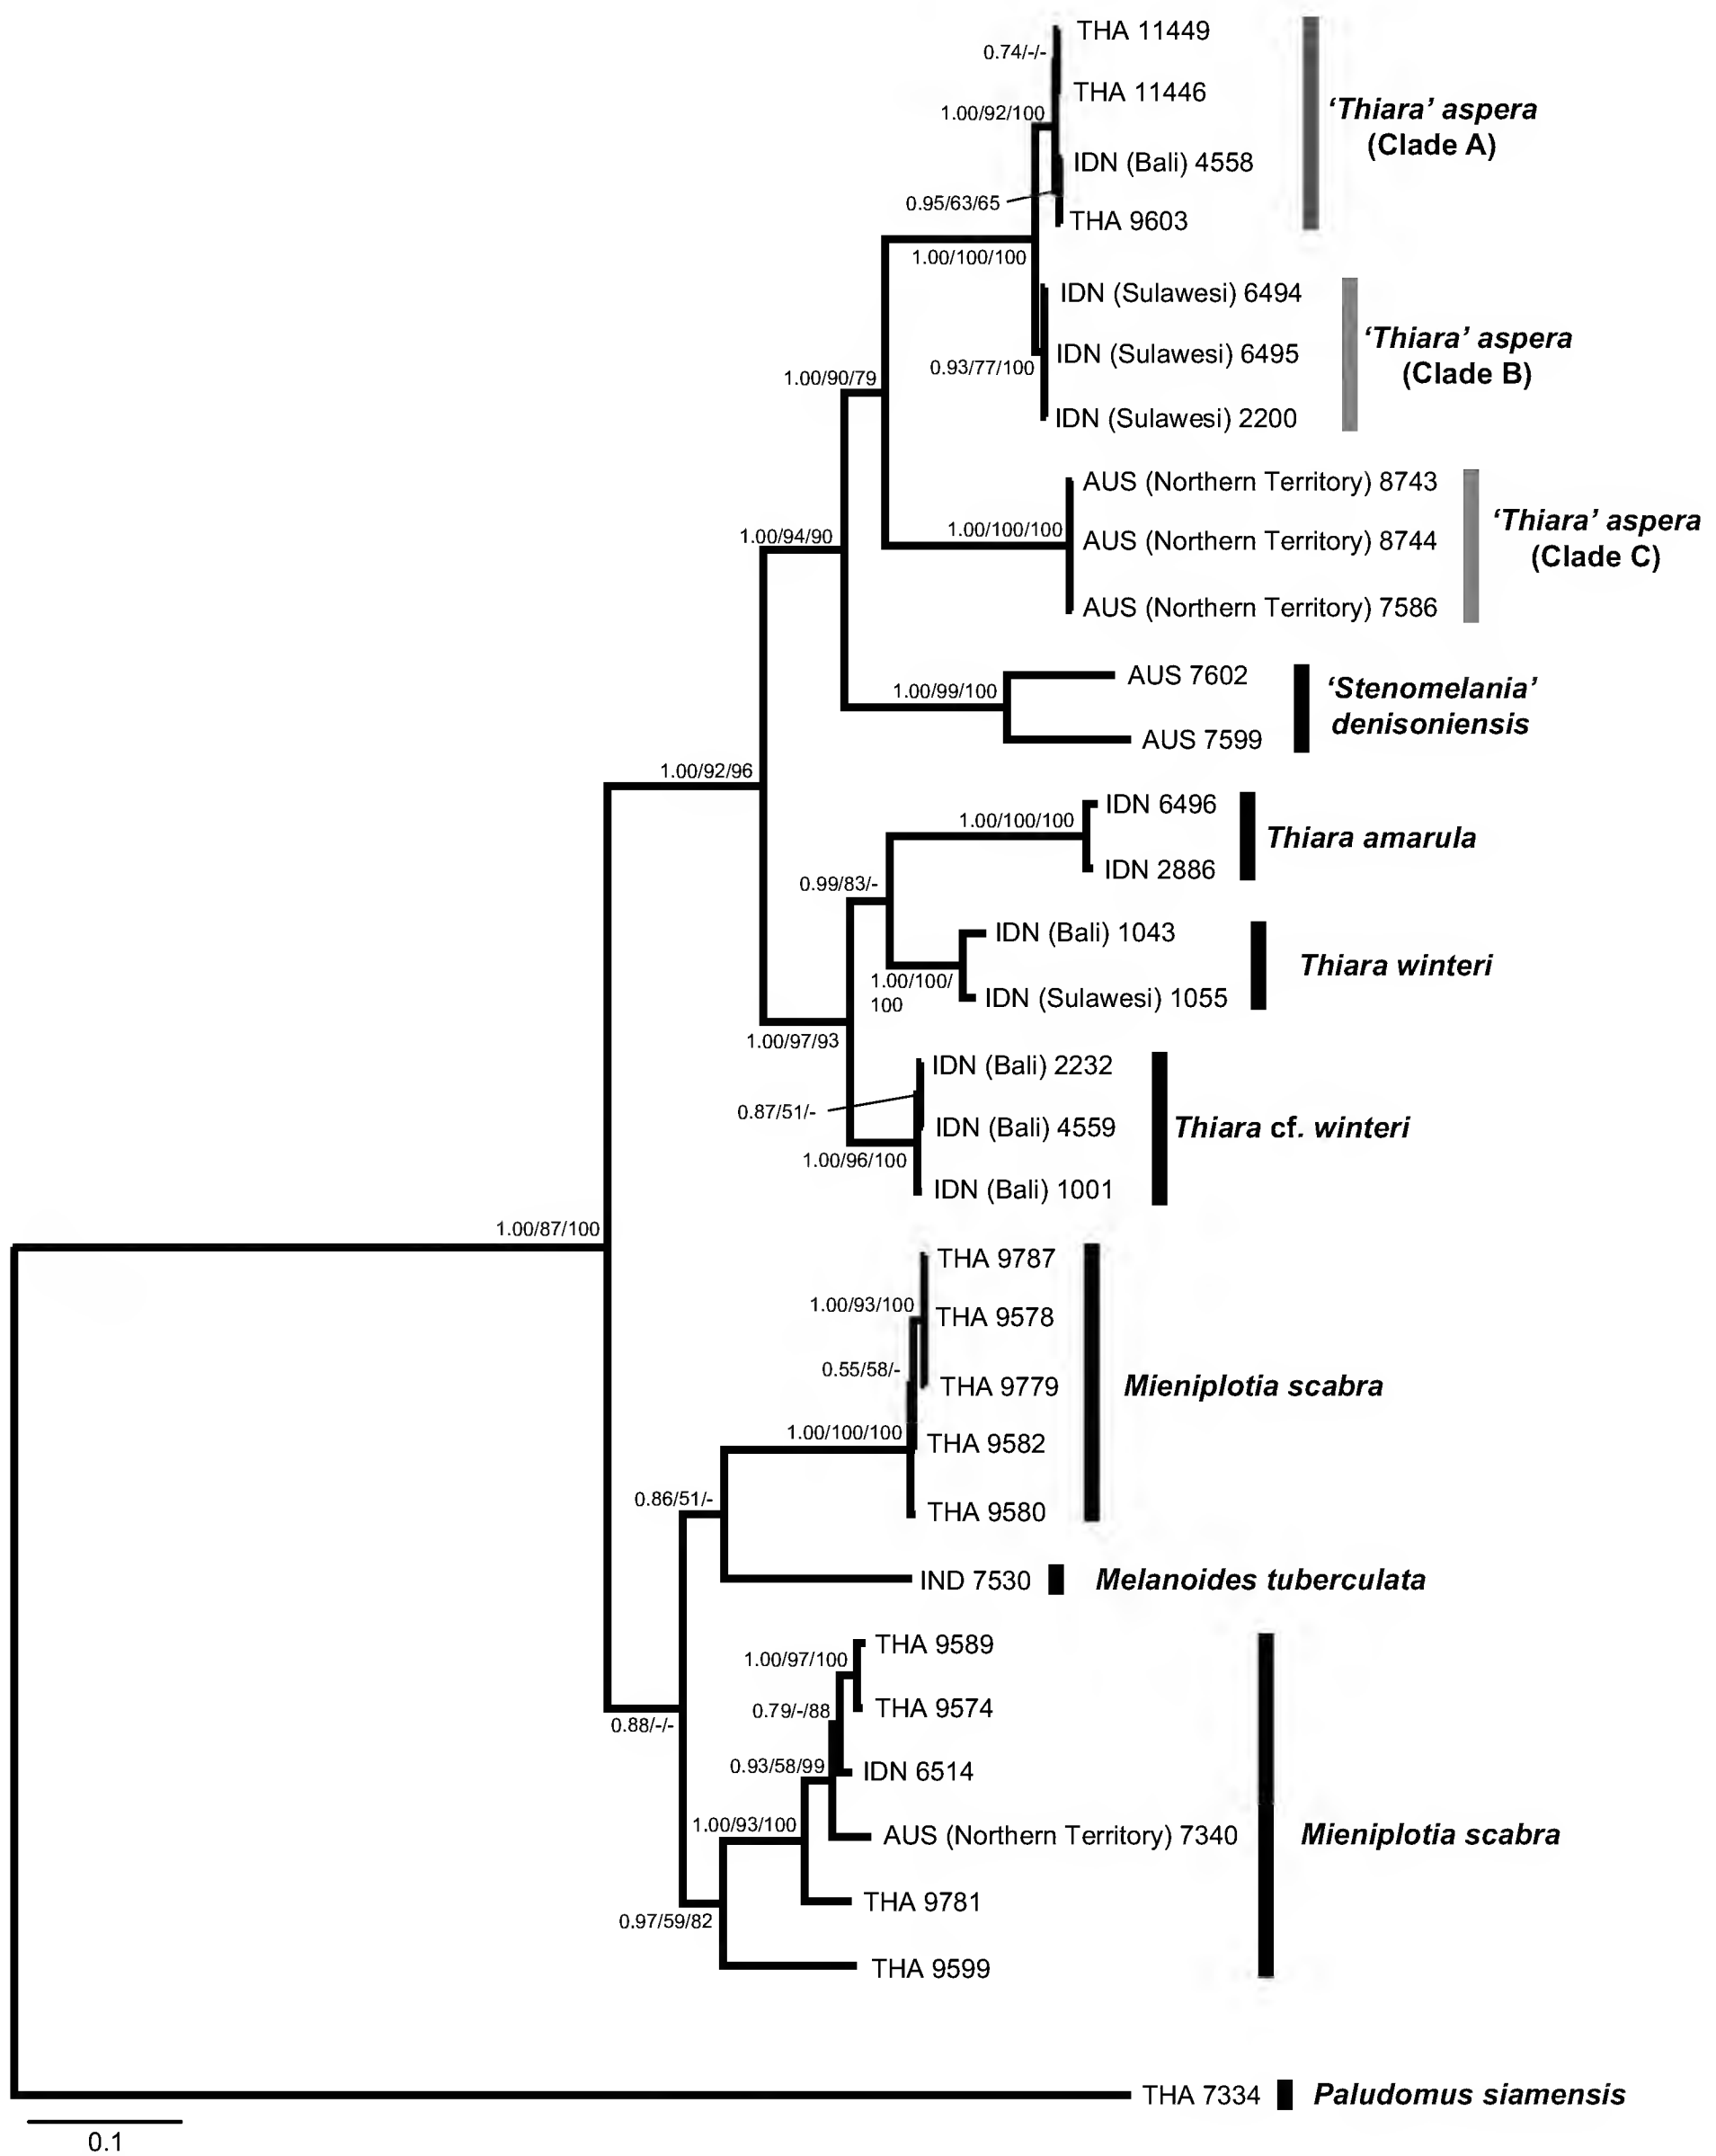 THA 11449
0.74/-/-
THA 11446
‘Thiara’ aspera
(Clade A)
1.00/92/100
IDN (Bali) 4558
0.95/63/65
THA 9603
1.00/100/100
IDN (Sulawesi) 6494
‘Thiara’ aspera
(Clade B)
IDN (Sulawesi) 6495
0.93/77/100
1.00/90/79
IDN (Sulawesi) 2200
AUS (Northern Territory) 8743
‘Thiara’ aspera
(Clade C)
1.00/100/100
1.00/94/90
AUS (Northern Territory) 8744
AUS (Northern Territory) 7586
AUS 7602
1.00/99/100
‘Stenomelania’
denisoniensis
AUS 7599
1.00/92/96
IDN 6496
1.00/100/100
Thiara amarula
IDN 2886
0.99/83/-
IDN (Bali) 1043
Thiara winteri
1.00/100/
100
IDN (Sulawesi) 1055
1.00/97/93
IDN (Bali) 2232
0.87/51/-
IDN (Bali) 4559
Thiara cf. winteri
1.00/96/100
IDN (Bali) 1001
1.00/87/100
THA 9787
1.00/93/100
THA 9578
0.55/58/-
THA 9779
Mieniplotia scabra
1.00/100/100
THA 9582
0.86/51/-
THA 9580
IND 7530
Melanoides tuberculata
THA 9589
1.00/97/100
0.79/-/88
THA 9574
0.88/-/-
0.93/58/99
IDN 6514
1.00/93/100
AUS (Northern Territory) 7340
Mieniplotia scabra
THA 9781
0.97/59/82
THA 9599
THA 7334
Paludomus siamensis
0.1